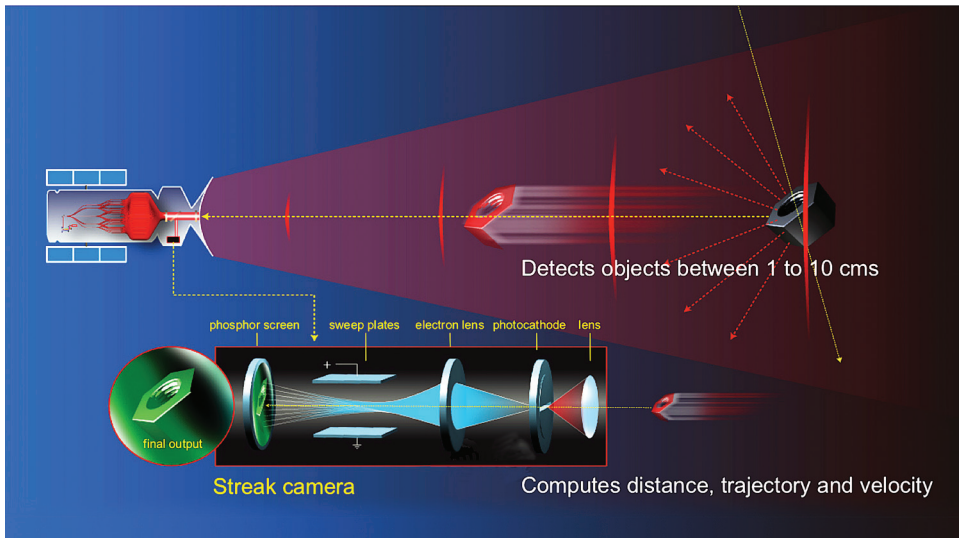 Detects objects between 1 to 10 cms
phosphor screen
sweep plates
electron lens
photocathode
lens
+
final output
Streak camera
Computes distance, trajectory and velocity